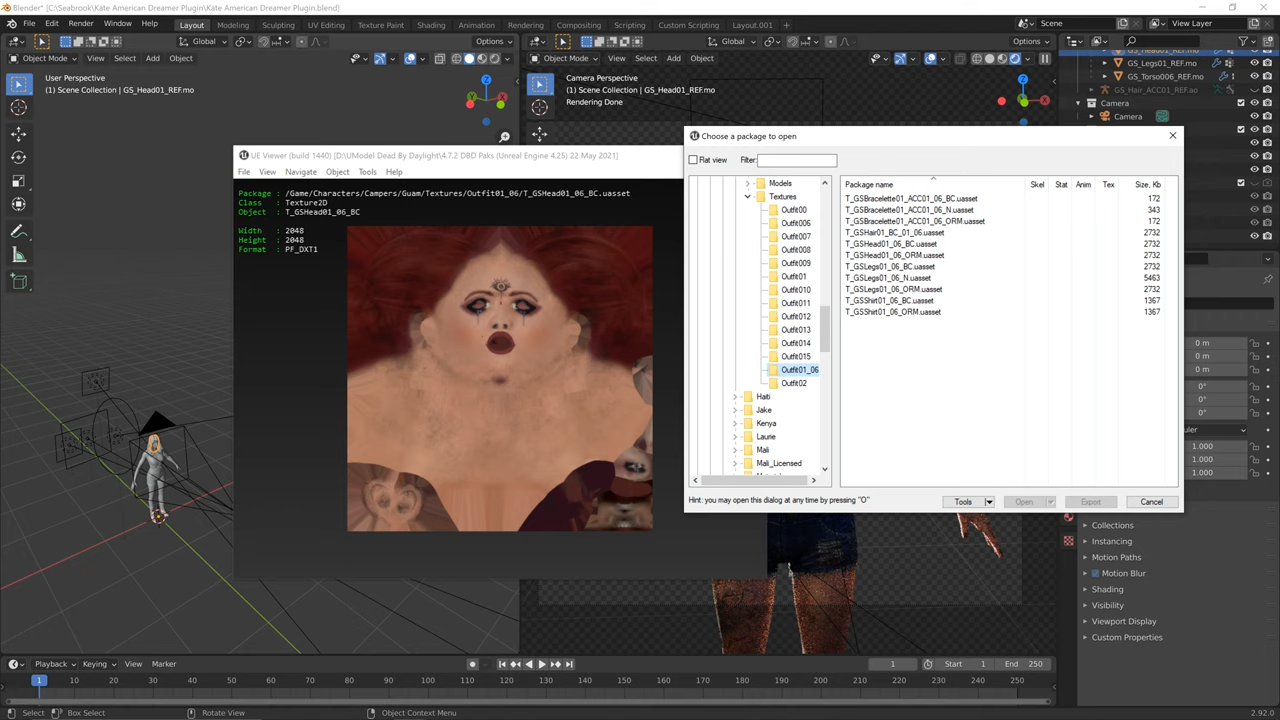 Blender* [C:\Seabrook\Kate American Dreamer Plugin\Kate American Dreamer Plugin.blend]
File Edit Render Window Help Layout Modeling Sculpting UV Editing Texture Paint Shading Animation Rendering Compositing Scripting Custom Scripting Layout.001 + Scene View Layer
Global Options Global Options
Object Mode View Select Add Object Object Mode View Select Add Object
User Perspective
(1) Scene Collection | GS_Head01_REF.mo
Camera Perspective
(1) Scene Collection | GS_Head01_REF.mo
Rendering Done
GS_Head01_REF.mo
GS_Legs01_REF.mo
GS_Torso006_REF.mo
GS_Hair_ACC01_REF.ao
Camera
Camera
UE Viewer (build 1440) [D:\UModel Dead By Daylight\4.7.2 DBD Paks (Unreal Engine 4.25) 22 May 2021]
File View Navigate Object Tools Help
Package : /Game/Characters/Campers/Guam/Textures/Outfit01_06/T_GSHead01_06_BC.uasset
Class : Texture2D
Object : T_GSHead01_06_BC
Width : 2048
Height : 2048
Format : PF_DXT1
Choose a package to open
Flat view Filter:
Models
Textures
Outfit00
Outfit006
Outfit007
Outfit008
Outfit009
Outfit01
Outfit010
Outfit011
Outfit012
Outfit013
Outfit014
Outfit015
Outfit01_06
Outfit02
Haiti
Jake
Kenya
Laurie
Mali
Mali_Licensed
Package name Skel Stat Anim Tex Size, Kb
T_GSBracelette01_ACC01_06_BC.uasset 172
T_GSBracelette01_ACC01_06_N.uasset 343
T_GSBracelette01_ACC01_06_ORM.uasset 172
T_GSHair01_BC_01_06.uasset 2732
T_GSHead01_06_BC.uasset 2732
T_GSHead01_06_ORM.uasset 2732
T_GSLegs01_06_BC.uasset 2732
T_GSLegs01_06_N.uasset 5463
T_GSLegs01_06_ORM.uasset 2732
T_GSShirt01_06_BC.uasset 1367
T_GSShirt01_06_ORM.uasset 1367
Hint: you may open this dialog at any time by pressing "O" Tools Open Export Cancel
0 m
0 m
0 m
0°
0°
0°
1.000
1.000
1.000
Collections
Instancing
Motion Paths
Motion Blur
Shading
Visibility
Viewport Display
Custom Properties
Playback Keying View Marker 1 Start 1 End 250
1 10 20 30 40 50 60 70 80 90 100 110 120 130 140 150 160 170 180 190 200 210 220 230 240 250
Select Box Select Rotate View Object Context Menu 2.92.0